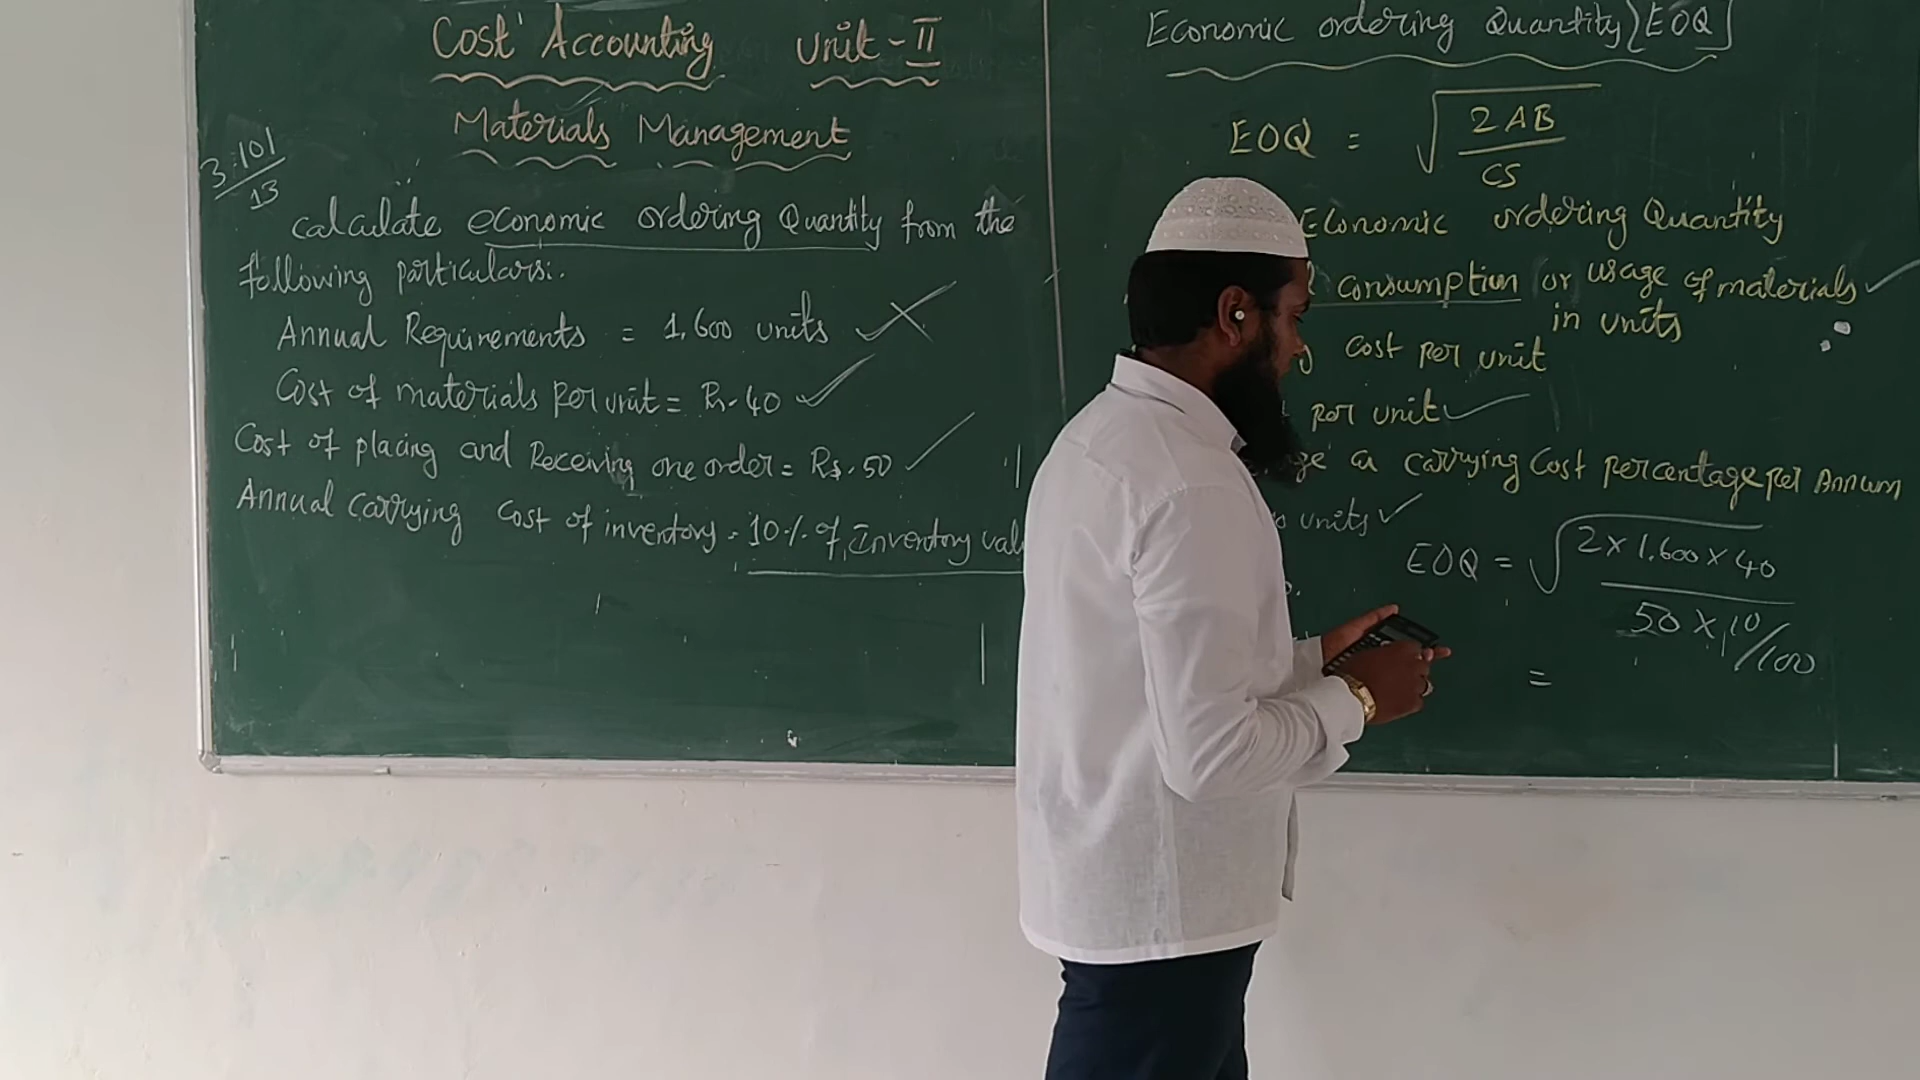 Cost Accounting Unit - II
Materials Management
3.101
13
Calculate economic ordering Quantity from the
following particulars:.
Annual Requirements = 1,600 units
Cost of materials per unit = Rs. 40
Cost of placing and Receiving one order = Rs. 50
Annual carrying cost of inventory = 10% of Inventory
Economic ordering Quantity [EOQ]
EOQ = √ 2AB
CS
Economic ordering Quantity
consumption or usage of materials
in units
cost per unit
per unit
as carrying cost percentage per Annum
units
EOQ = √ 2 x 1,600 x 40
50 x 10/100
=